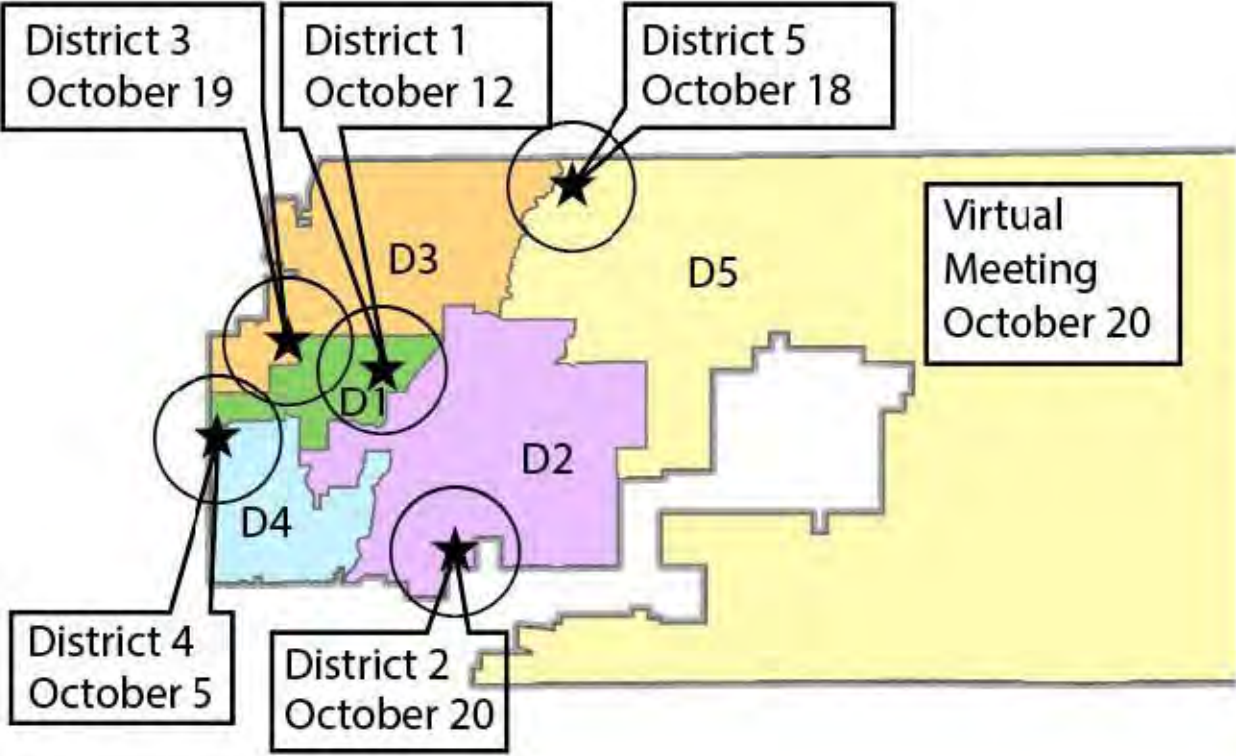 District 3
October 19
District 1
October 12
District 5
October 18
Virtual
Meeting
October 20
D3
D5
D1
D2
D4
District 4
October 5
District 2
October 20